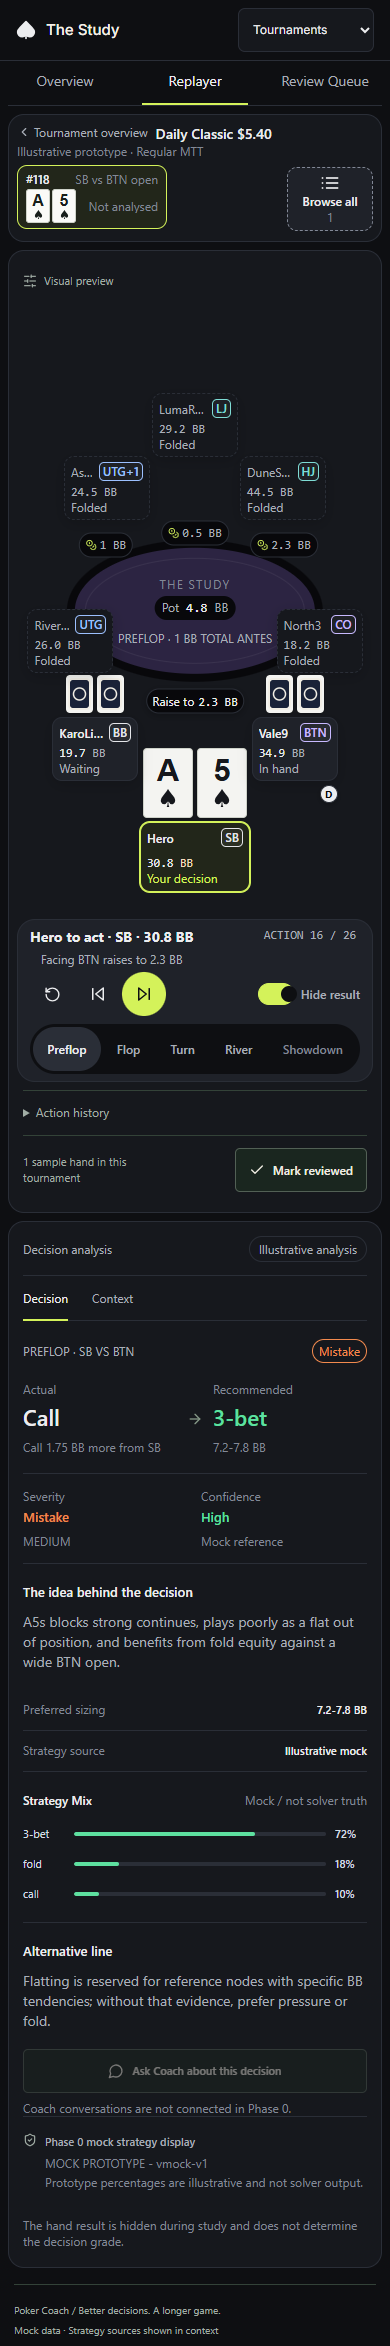 The Study
Tournaments
Overview
Replayer
Review Queue
Tournament overview Daily Classic $5.40
Illustrative prototype · Regular MTT
#118 SB vs BTN open
A 5 Not analysed
Browse all
1
Visual preview
LumaR... LJ
29.2 BB
Folded
As... UTG+1
24.5 BB
Folded
DuneS... HJ
44.5 BB
Folded
0.5 BB
1 BB
2.3 BB
THE STUDY
Pot 4.8 BB
PREFLOP · 1 BB TOTAL ANTES
River... UTG
26.0 BB
Folded
North3 CO
18.2 BB
Folded
Raise to 2.3 BB
KaroLi... BB
19.7 BB
Waiting
Vale9 BTN
34.9 BB
In hand
D
A 5
Hero SB
30.8 BB
Your decision
Hero to act · SB · 30.8 BB
ACTION 16 / 26
Facing BTN raises to 2.3 BB
Hide result
Preflop Flop Turn River Showdown
Action history
1 sample hand in this
tournament
Mark reviewed
Decision analysis
Illustrative analysis
Decision Context
PREFLOP · SB VS BTN
Mistake
Actual
Recommended
Call → 3-bet
Call 1.75 BB more from SB
7.2-7.8 BB
Severity
Confidence
Mistake
High
MEDIUM
Mock reference
The idea behind the decision
A5s blocks strong continues, plays poorly as a flat out
of position, and benefits from fold equity against a
wide BTN open.
Preferred sizing 7.2-7.8 BB
Strategy source Illustrative mock
Strategy Mix Mock / not solver truth
3-bet 72%
fold 18%
call 10%
Alternative line
Flatting is reserved for reference nodes with specific BB
tendencies; without that evidence, prefer pressure or
fold.
Ask Coach about this decision
Coach conversations are not connected in Phase 0.
Phase 0 mock strategy display
MOCK PROTOTYPE - vmock-v1
Prototype percentages are illustrative and not solver output.
The hand result is hidden during study and does not determine
the decision grade.
Poker Coach / Better decisions. A longer game.
Mock data · Strategy sources shown in context